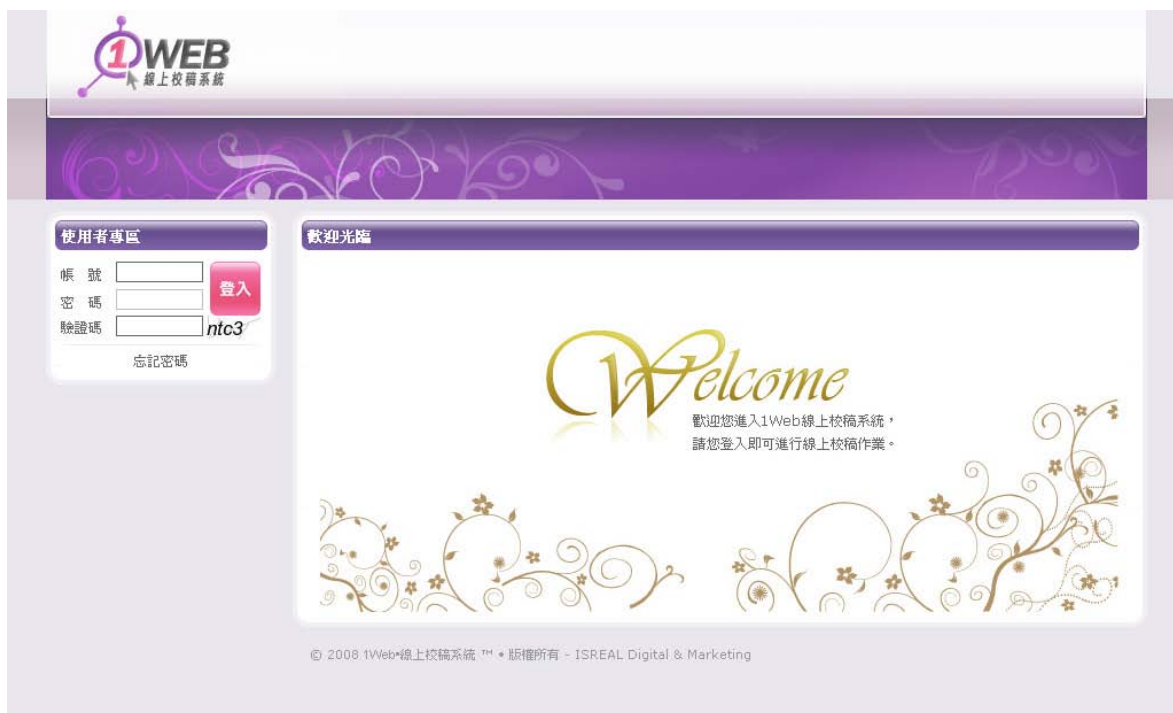 1WEB
線上校稿系統
使用者專區
帳 號
登入
密 碼
驗證碼 ntc3
忘記密碼
歡迎光臨
Welcome
歡迎您進入1Web線上校稿系統，
請您登入即可進行線上校稿作業。
© 2008 1Web•線上校稿系統 ™ • 版權所有 - ISREAL Digital & Marketing